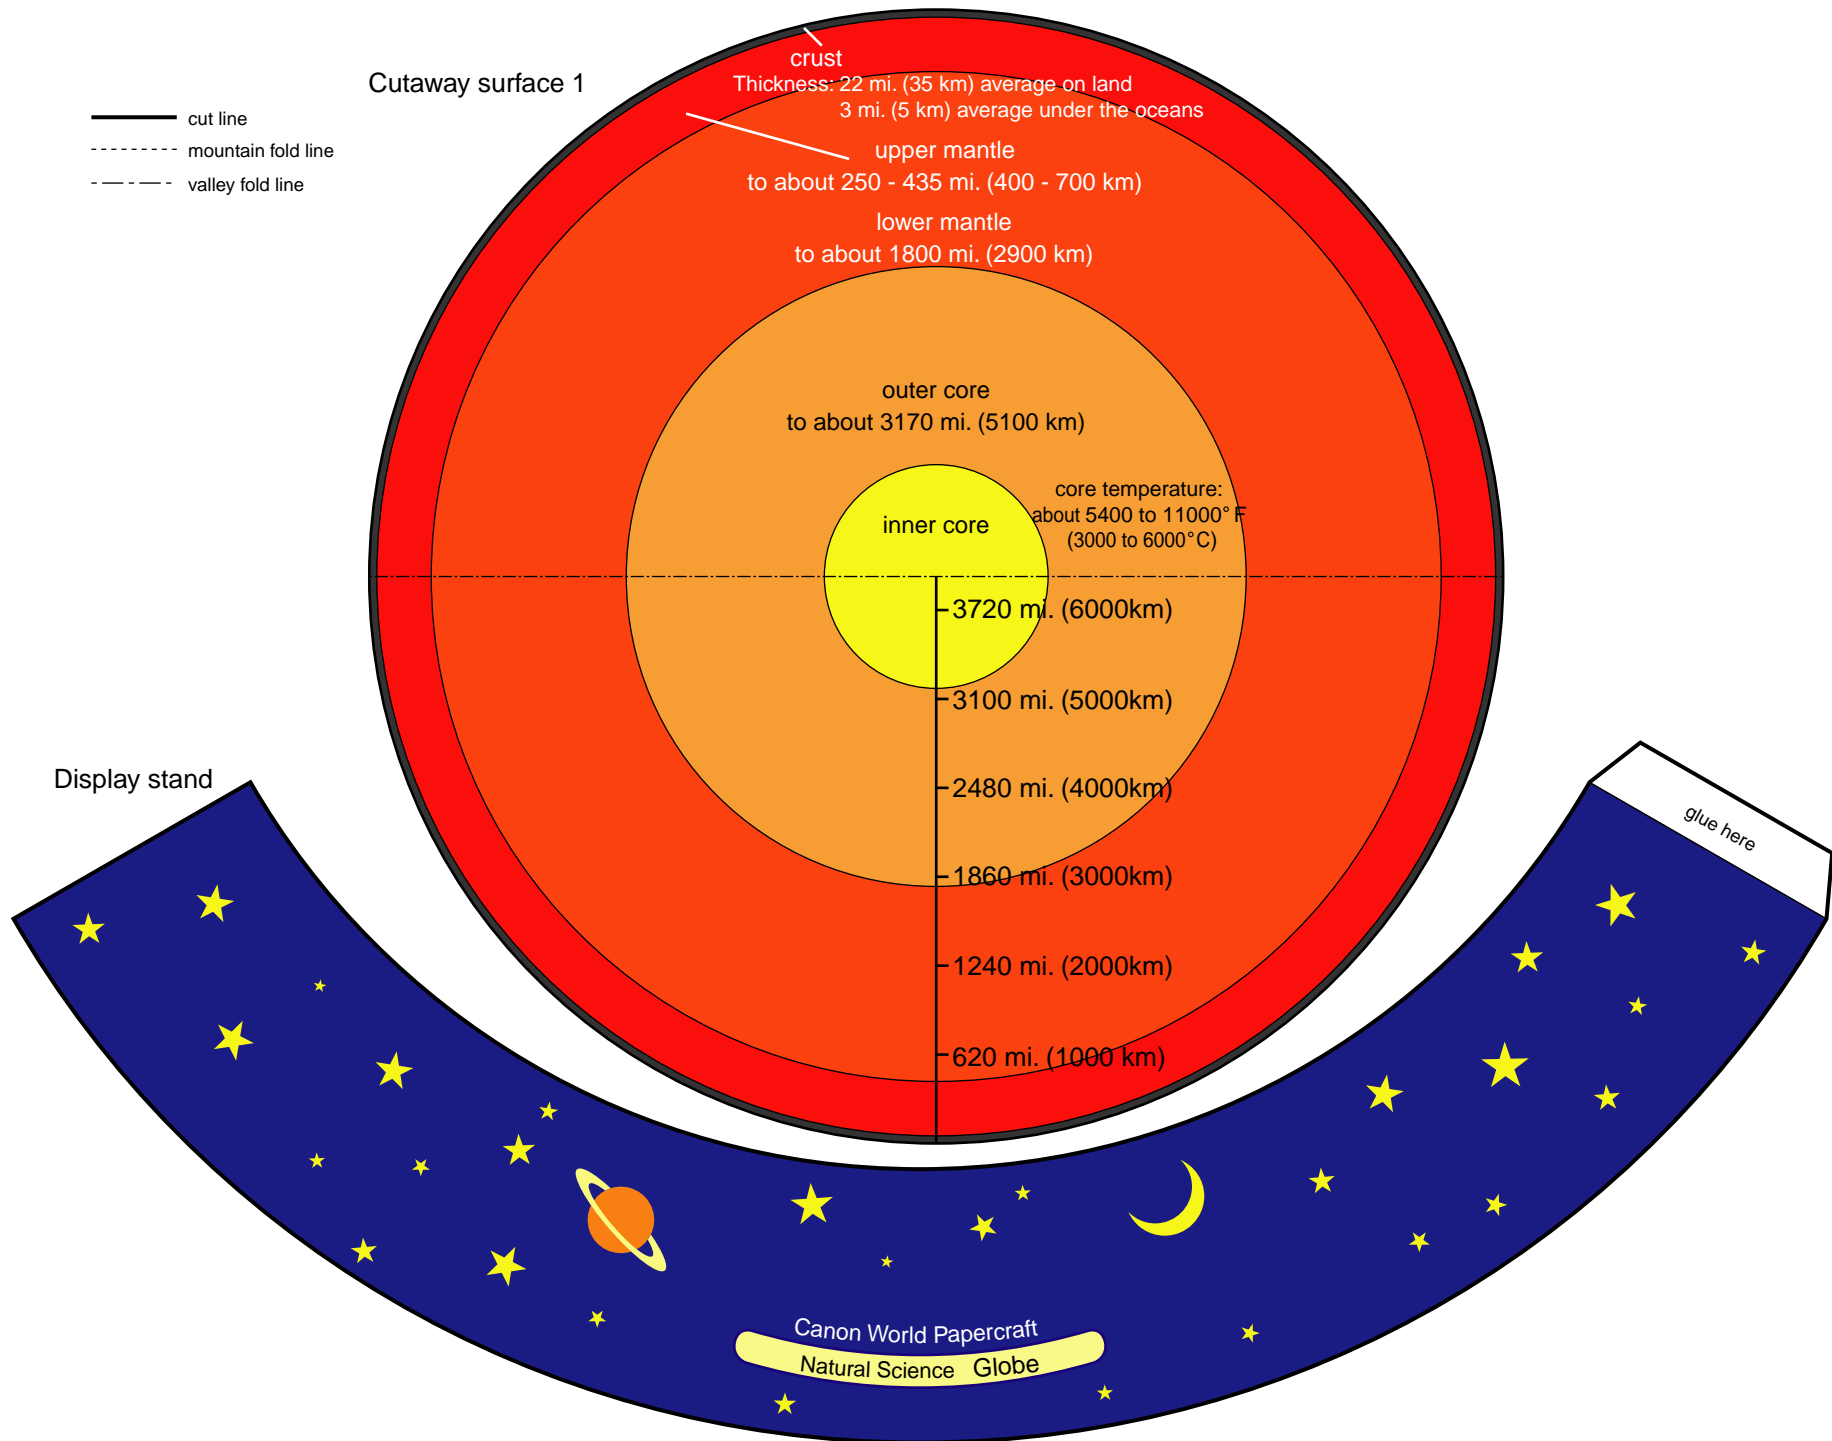 Cutaway surface 1
cut line
mountain fold line
valley fold line
crust
Thickness: 22 mi. (35 km) average on land
3 mi. (5 km) average under the oceans
upper mantle
to about 250 - 435 mi. (400 - 700 km)
lower mantle
to about 1800 mi. (2900 km)
outer core
to about 3170 mi. (5100 km)
core temperature:
about 5400 to 11000° F
(3000 to 6000°C)
inner core
3720 mi. (6000km)
3100 mi. (5000km)
2480 mi. (4000km)
1860 mi. (3000km)
1240 mi. (2000km)
620 mi. (1000 km)
Display stand
glue here
Canon World Papercraft
Natural Science Globe